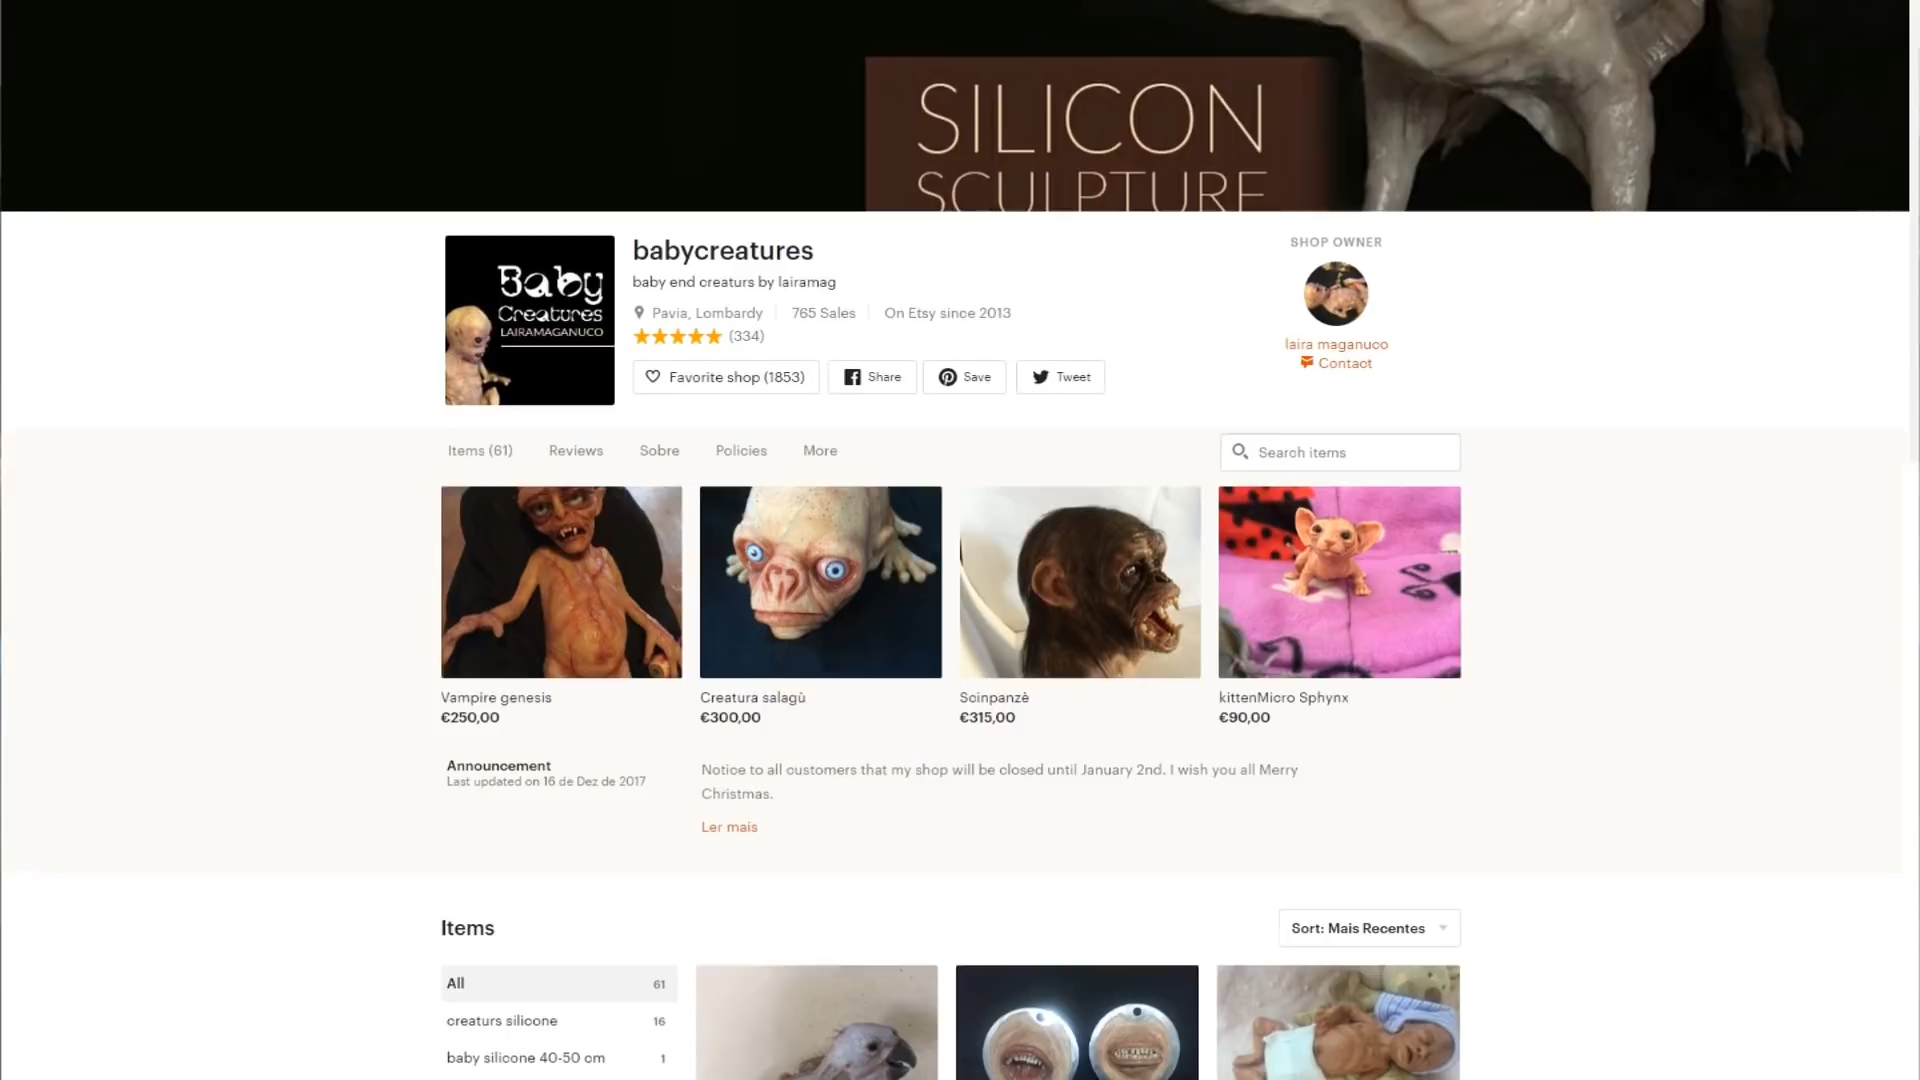 SILICON
SCULPTURE
Baby
Creatures
LAIRAMAGANUCO
babycreatures
baby end creaturs by lairamag
Pavia, Lombardy
765 Sales
On Etsy since 2013
(334)
Favorite shop (1853)
Share
Save
Tweet
SHOP OWNER
laira maganuco
Contact
Items (61)
Reviews
Sobre
Policies
More
Search items
Vampire genesis
€250,00
Creatura salagù
€300,00
Scinpanzè
€315,00
kittenMicro Sphynx
€90,00
Announcement
Last updated on 16 de Dez de 2017
Notice to all customers that my shop will be closed until January 2nd. I wish you all Merry
Christmas.
Ler mais
Items
Sort: Mais Recentes
All 61
creaturs silicone 16
baby silicone 40-50 cm 1